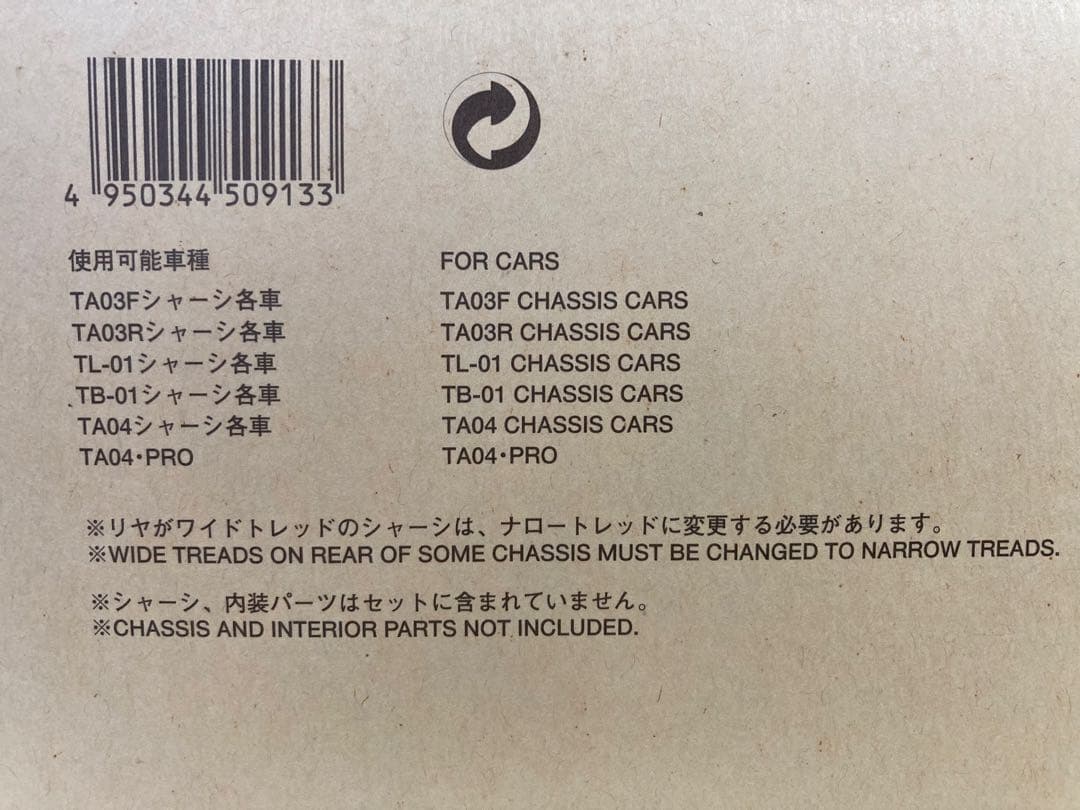 4 950344 509133
使用可能車種
FOR CARS
TA03Fシャーシ各車
TA03F CHASSIS CARS
TA03Rシャーシ各車
TA03R CHASSIS CARS
TL-01シャーシ各車
TL-01 CHASSIS CARS
TB-01シャーシ各車
TB-01 CHASSIS CARS
TA04シャーシ各車
TA04 CHASSIS CARS
TA04・PRO
TA04・PRO
※リヤがワイドトレッドのシャーシは、ナロートレッドに変更する必要があります。
※WIDE TREADS ON REAR OF SOME CHASSIS MUST BE CHANGED TO NARROW TREADS.
※シャーシ、内装パーツはセットに含まれていません。
※CHASSIS AND INTERIOR PARTS NOT INCLUDED.